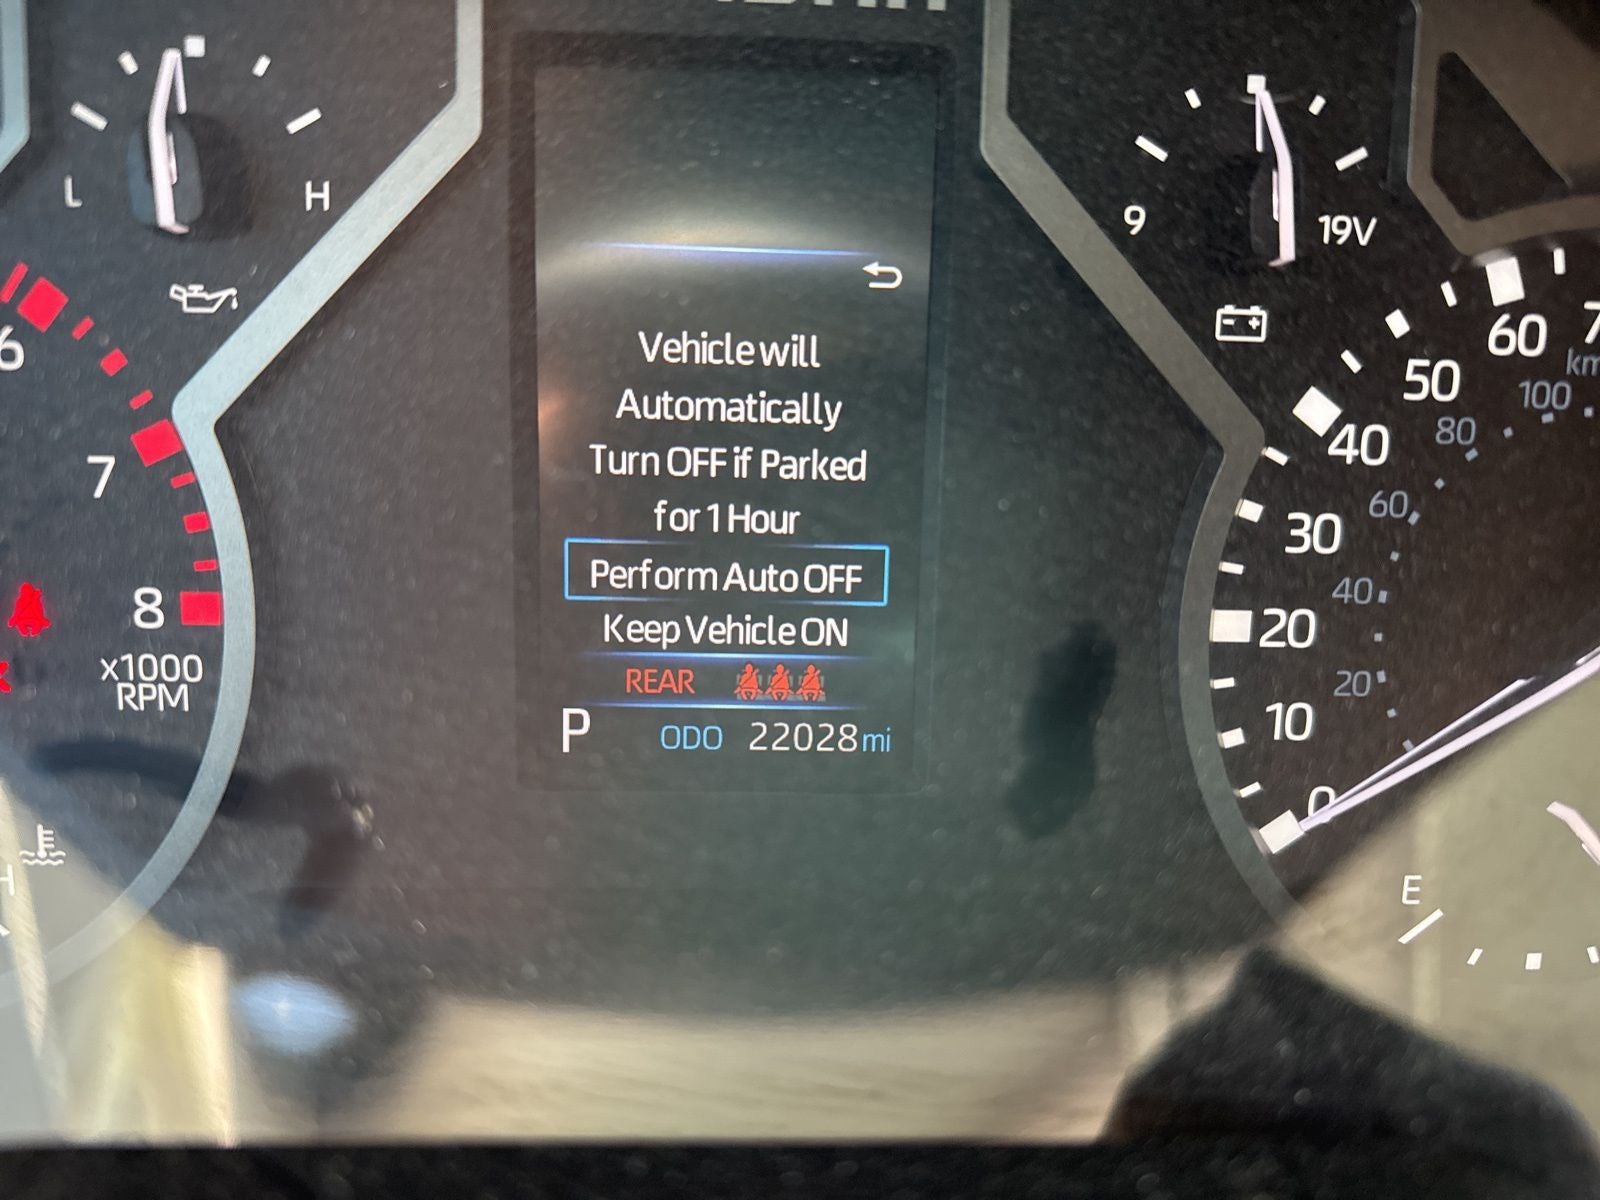 L
H
9
19V
6
7
8
x1000
RPM
H
Vehicle will
Automatically
Turn OFF if Parked
for 1 Hour
Perform Auto OFF
Keep Vehicle ON
REAR
P ODO 22028 mi
60
50
40
30
20
10
0
100
80
60
40
20
E